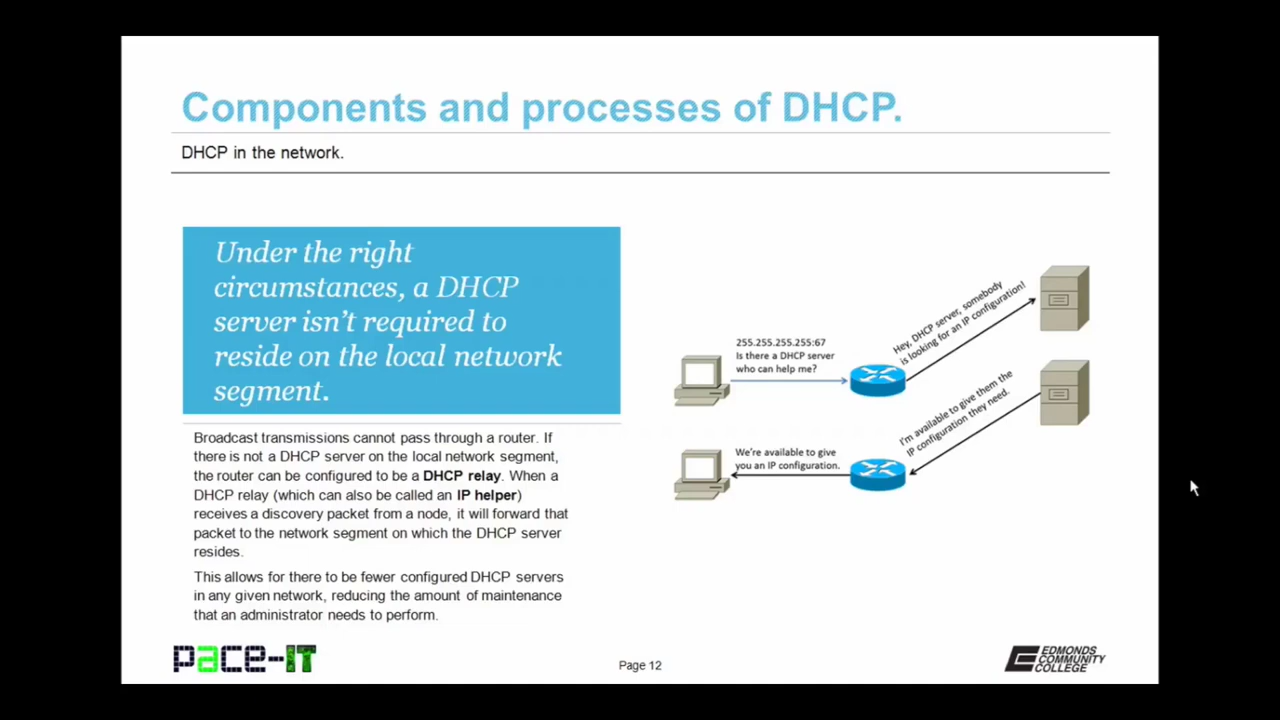 Components and processes of DHCP.
DHCP in the network.
Under the right
circumstances, a DHCP
server isn't required to
reside on the local network
segment.
Broadcast transmissions cannot pass through a router. If
there is not a DHCP server on the local network segment,
the router can be configured to be a DHCP relay. When a
DHCP relay (which can also be called an IP helper)
receives a discovery packet from a node, it will forward that
packet to the network segment on which the DHCP server
resides.
This allows for there to be fewer configured DHCP servers
in any given network, reducing the amount of maintenance
that an administrator needs to perform.
255.255.255.255:67
Is there a DHCP server
who can help me?
Hey, DHCP server, somebody
is looking for an IP configuration!
I'm available to give them the
IP configuration they need.
We're available to give
you an IP configuration.
pace-IT
Page 12
EDMONDS
COMMUNITY
COLLEGE